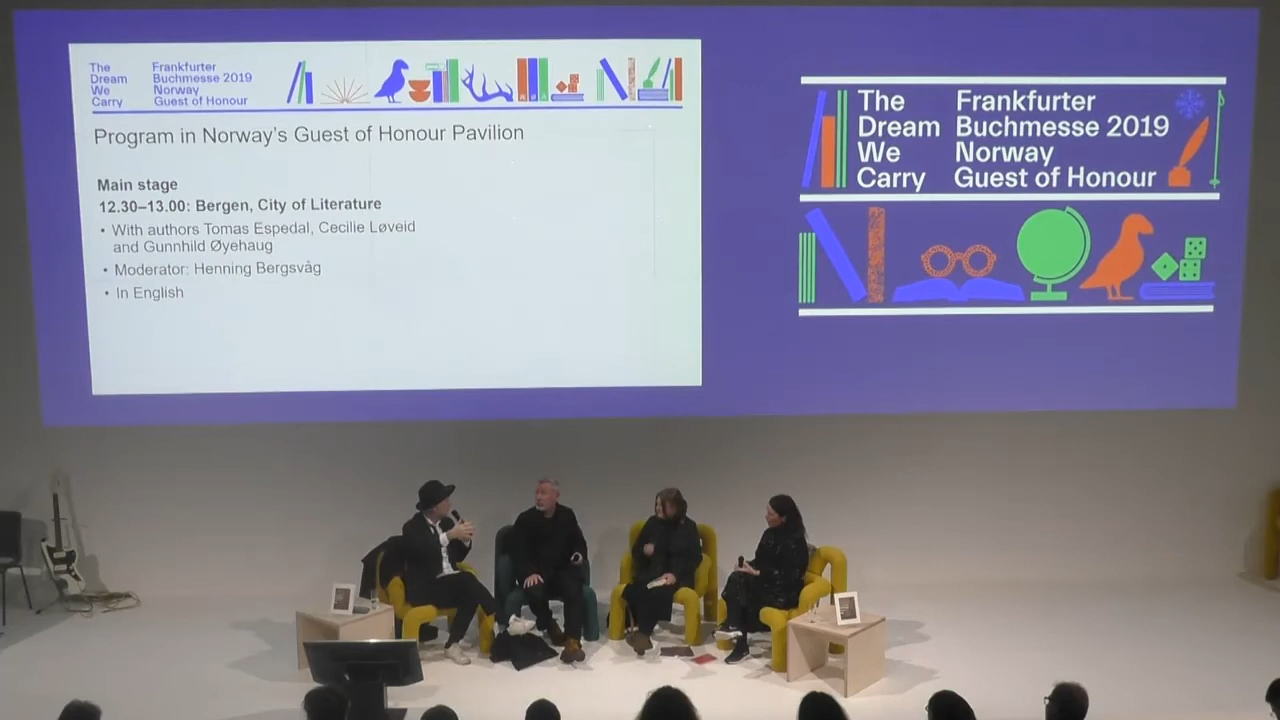 The Dream We Carry
Frankfurter Buchmesse 2019 Norway Guest of Honour
Program in Norway's Guest of Honour Pavilion
Main stage
12.30–13.00: Bergen, City of Literature
• With authors Tomas Espedal, Cecilie Løveid
and Gunnhild Øyehaug
• Moderator: Henning Bergsvåg
• In English
The Frankfurter
Dream Buchmesse 2019
We Norway
Carry Guest of Honour